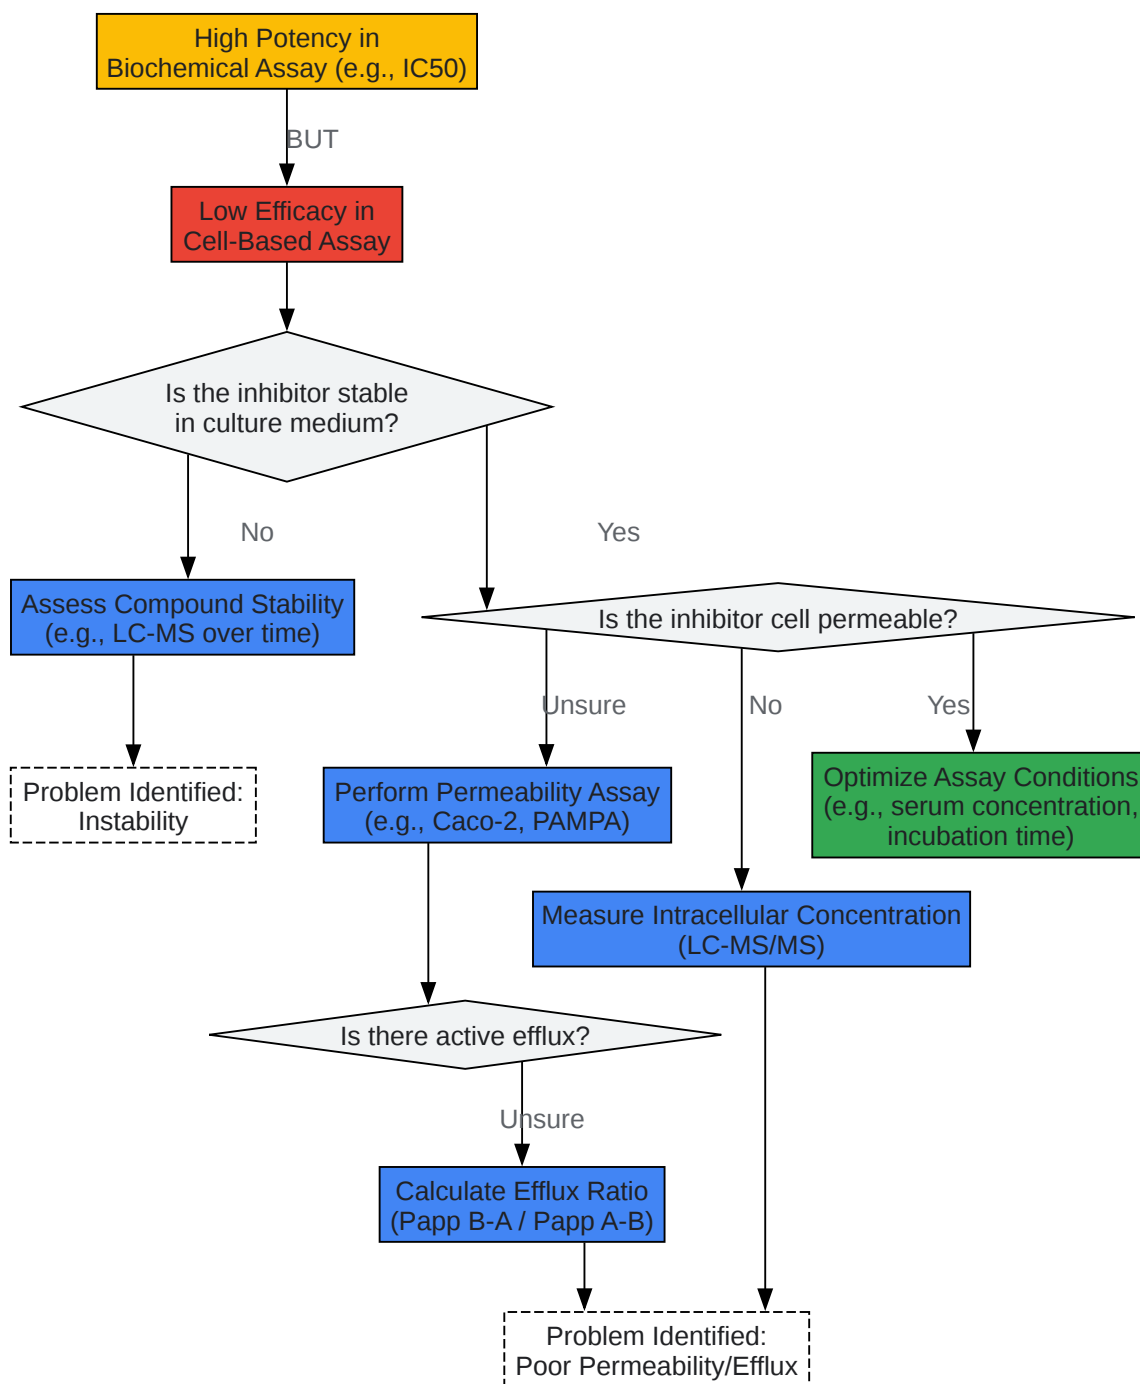 High Potency in
Biochemical Assay (e.g., IC50)
BUT
Low Efficacy in
Cell-Based Assay
Is the inhibitor stable
in culture medium?
No
Yes
Assess Compound Stability
(e.g., LC-MS over time)
Is the inhibitor cell permeable?
Unsure
No
Yes
Problem Identified:
Instability
Perform Permeability Assay
(e.g., Caco-2, PAMPA)
Optimize Assay Conditions
(e.g., serum concentration,
incubation time)
Measure Intracellular Concentration
(LC-MS/MS)
Is there active efflux?
Unsure
Calculate Efflux Ratio
(Papp B-A / Papp A-B)
Problem Identified:
Poor Permeability/Efflux